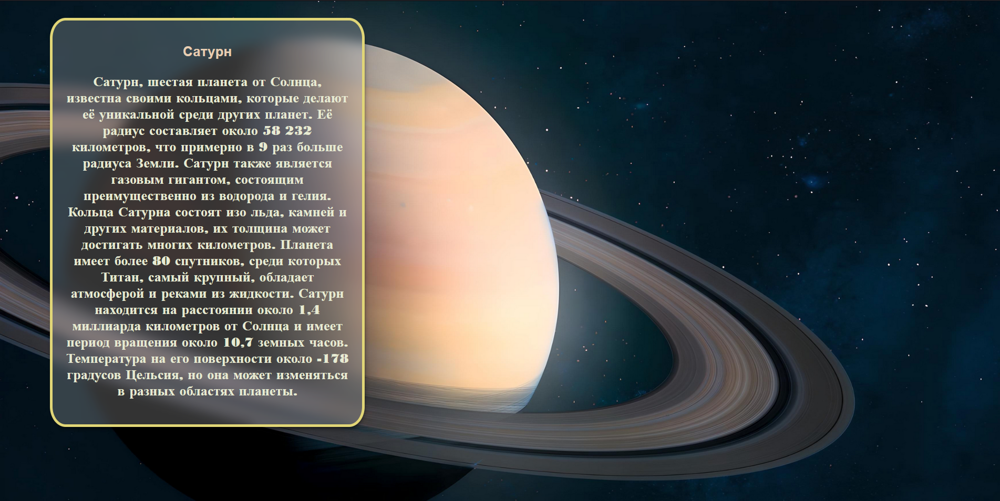 Сатурн
Сатурн, шестая планета от Солнца,
известна своими кольцами, которые делают
её уникальной среди других планет. Её
радиус составляет около 58 232
километров, что примерно в 9 раз больше
радиуса Земли. Сатурн также является
газовым гигантом, состоящим
преимущественно из водорода и гелия.
Кольца Сатурна состоят изо льда, камней и
других материалов, их толщина может
достигать многих километров. Планета
имеет более 80 спутников, среди которых
Титан, самый крупный, обладает
атмосферой и реками из жидкости. Сатурн
находится на расстоянии около 1,4
миллиарда километров от Солнца и имеет
период вращения около 10,7 земных часов.
Температура на его поверхности около -178
градусов Цельсия, но она может изменяться
в разных областях планеты.